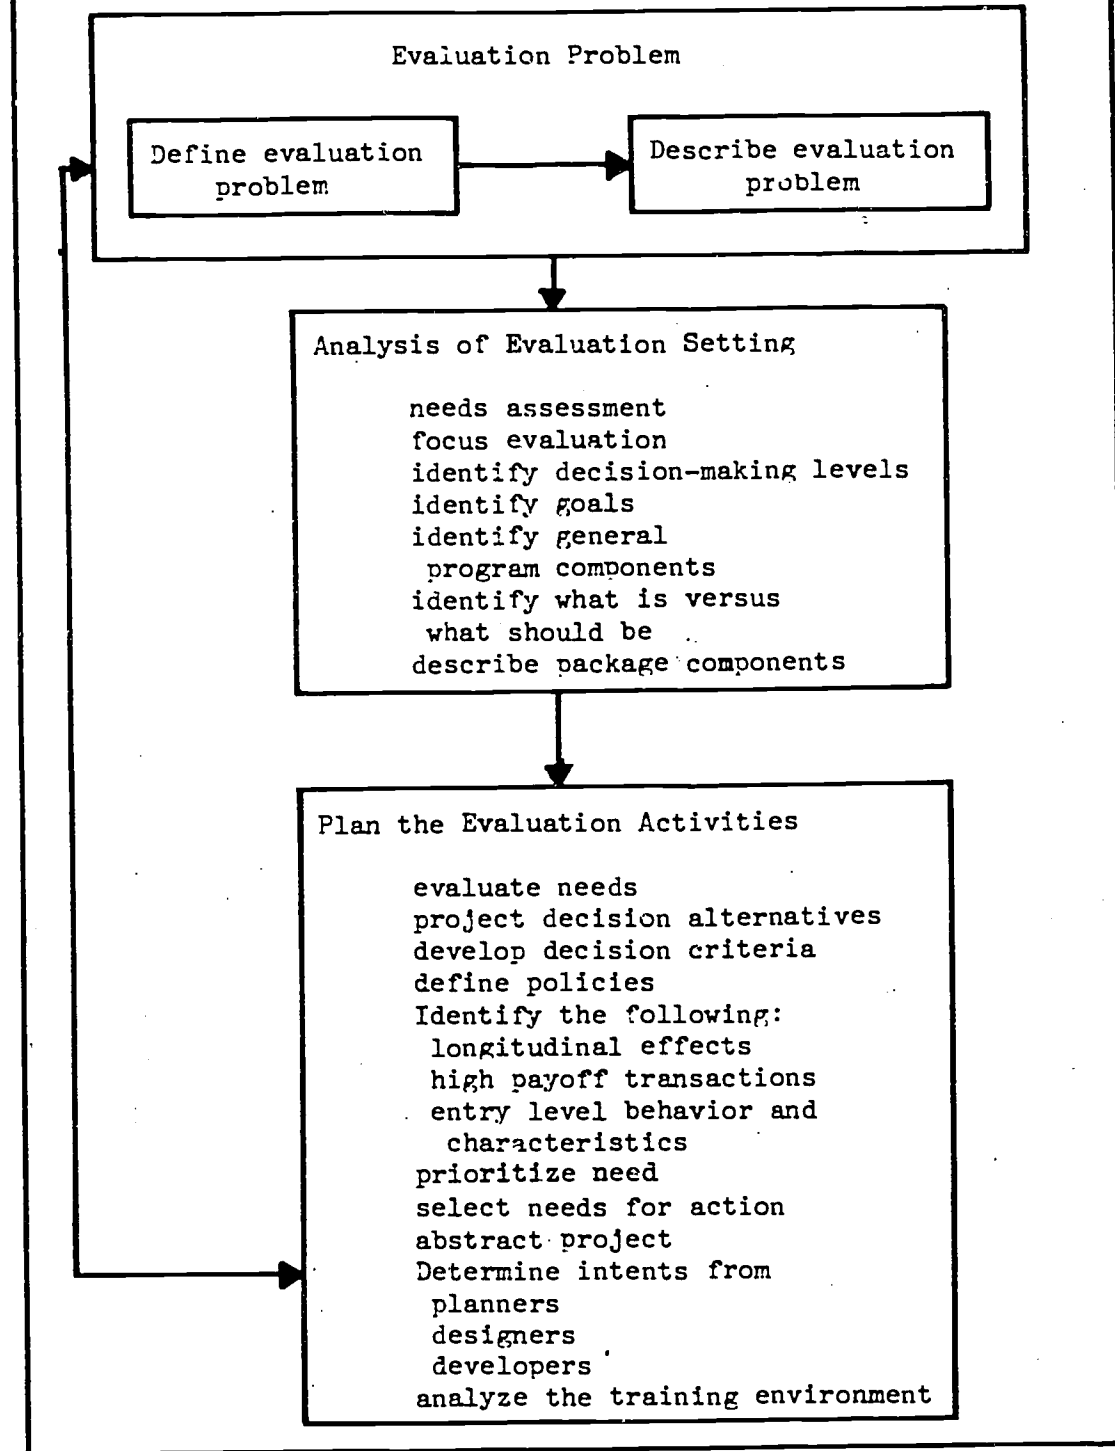 Evaluation Problem
Define evaluation
problem
Describe evaluation
problem
Analysis of Evaluation Setting
needs assessment
focus evaluation
identify decision-making levels
identify goals
identify general
program components
identify what is versus
what should be
describe package components
Plan the Evaluation Activities
evaluate needs
project decision alternatives
develop decision criteria
define policies
Identify the following:
longitudinal effects
high payoff transactions
entry level behavior and
characteristics
prioritize need
select needs for action
abstract project
Determine intents from
planners
designers
developers
analyze the training environment